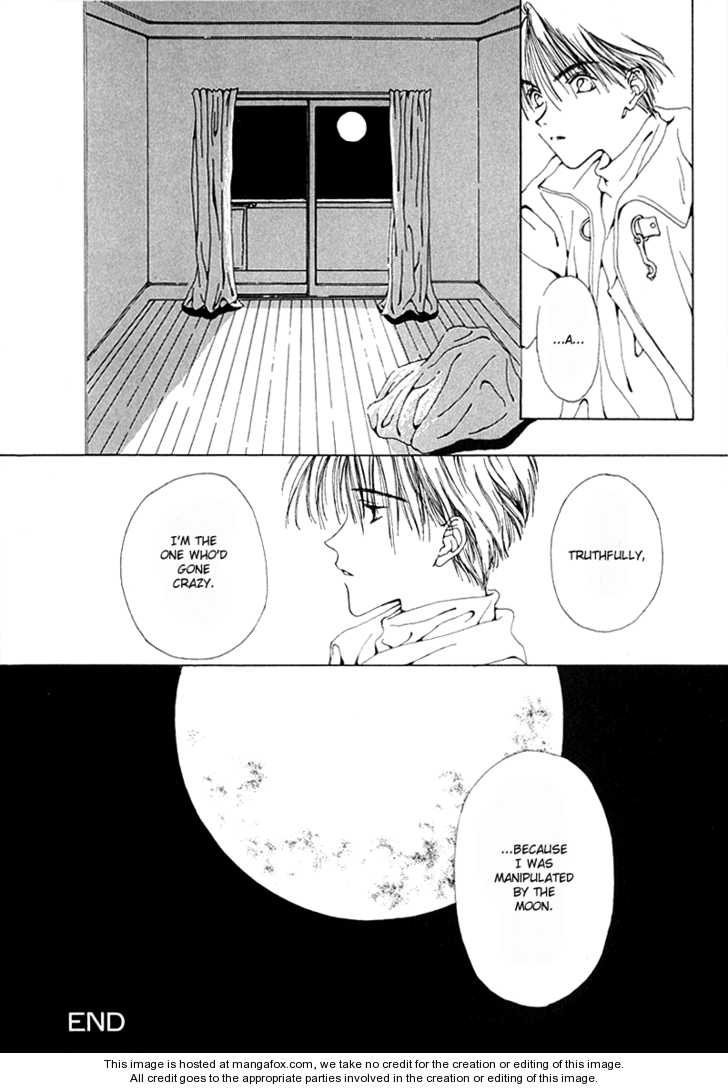 ...A...
TRUTHFULLY,
I'M THE
ONE WHO'D
GONE
CRAZY.
...BECAUSE
I WAS
MANIPULATED
BY THE
MOON.
END
This image is hosted at mangafox.com, we take no credit for the creation or editing of this image.
All credit goes to the appropriate parties involved in the creation or editing of this image.